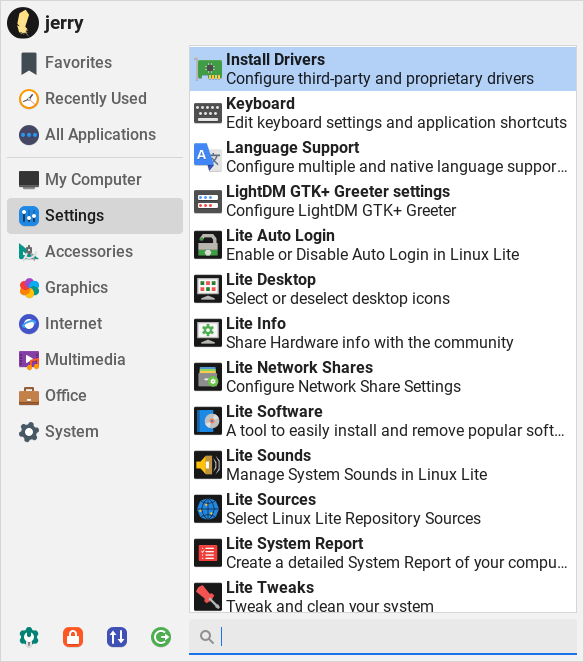 jerry
Favorites
Recently Used
All Applications
My Computer
Settings
Accessories
Graphics
Internet
Multimedia
Office
System
Install Drivers
Configure third-party and proprietary drivers
Keyboard
Edit keyboard settings and application shortcuts
Language Support
Configure multiple and native language suppor...
LightDM GTK+ Greeter settings
Configure LightDM GTK+ Greeter
Lite Auto Login
Enable or Disable Auto Login in Linux Lite
Lite Desktop
Select or deselect desktop icons
Lite Info
Share Hardware info with the community
Lite Network Shares
Configure Network Share Settings
Lite Software
A tool to easily install and remove popular soft...
Lite Sounds
Manage System Sounds in Linux Lite
Lite Sources
Select Linux Lite Repository Sources
Lite System Report
Create a detailed System Report of your compu...
Lite Tweaks
Tweak and clean your system